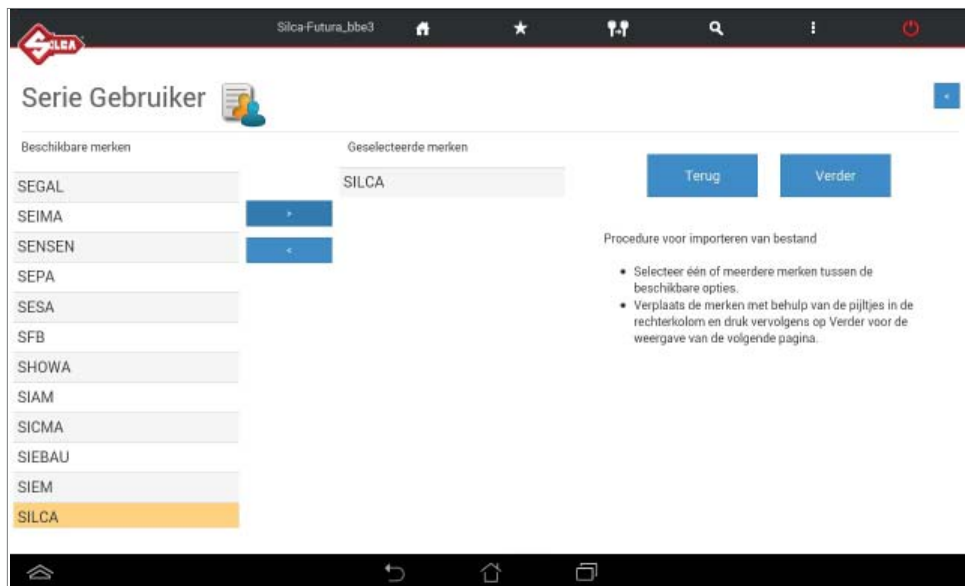 SILCA
Silca-Futura_bbe3
Serie Gebruiker
<
Beschikbare merken
SEGAL
SEIMA
SENSEN
SEPA
SESA
SFB
SHOWA
SIAM
SICMA
SIEBAU
SIEM
SILCA
>
<
Geselecteerde merken
SILCA
Terug
Verder
Procedure voor importeren van bestand
• Selecteer één of meerdere merken tussen de
beschikbare opties.
• Verplaats de merken met behulp van de pijltjes in de
rechterkolom en druk vervolgens op Verder voor de
weergave van de volgende pagina.